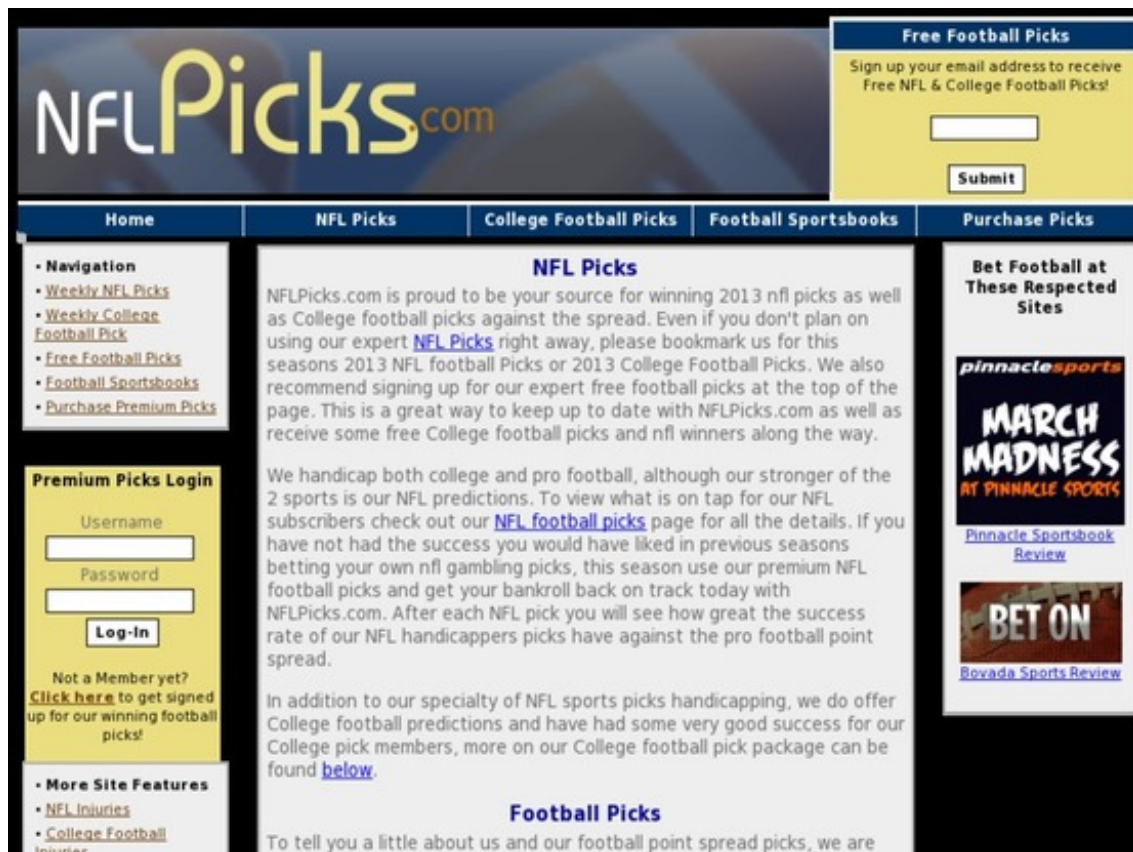 NFLPicks.com
Free Football Picks
Sign up your email address to receive
Free NFL & College Football Picks!
Submit
Home
NFL Picks
College Football Picks
Football Sportsbooks
Purchase Picks
• Navigation
• Weekly NFL Picks
• Weekly College
Football Pick
• Free Football Picks
• Football Sportsbooks
• Purchase Premium Picks
Premium Picks Login
Username
Password
Log-In
Not a Member yet?
Click here to get signed
up for our winning football
picks!
• More Site Features
• NFL Injuries
• College Football
Injuries
NFL Picks
NFLPicks.com is proud to be your source for winning 2013 nfl picks as well
as College football picks against the spread. Even if you don't plan on
using our expert NFL Picks right away, please bookmark us for this
seasons 2013 NFL football Picks or 2013 College Football Picks. We also
recommend signing up for our expert free football picks at the top of the
page. This is a great way to keep up to date with NFLPicks.com as well as
receive some free College football picks and nfl winners along the way.
We handicap both college and pro football, although our stronger of the
2 sports is our NFL predictions. To view what is on tap for our NFL
subscribers check out our NFL football picks page for all the details. If you
have not had the success you would have liked in previous seasons
betting your own nfl gambling picks, this season use our premium NFL
football picks and get your bankroll back on track today with
NFLPicks.com. After each NFL pick you will see how great the success
rate of our NFL handicappers picks have against the pro football point
spread.
In addition to our specialty of NFL sports picks handicapping, we do offer
College football predictions and have had some very good success for our
College pick members, more on our College football pick package can be
found below.
Football Picks
To tell you a little about us and our football point spread picks, we are
Bet Football at
These Respected
Sites
pinnaclesports
MARCH
MADNESS
AT PINNACLE SPORTS
Pinnacle Sportsbook
Review
BET ON
Bovada Sports Review